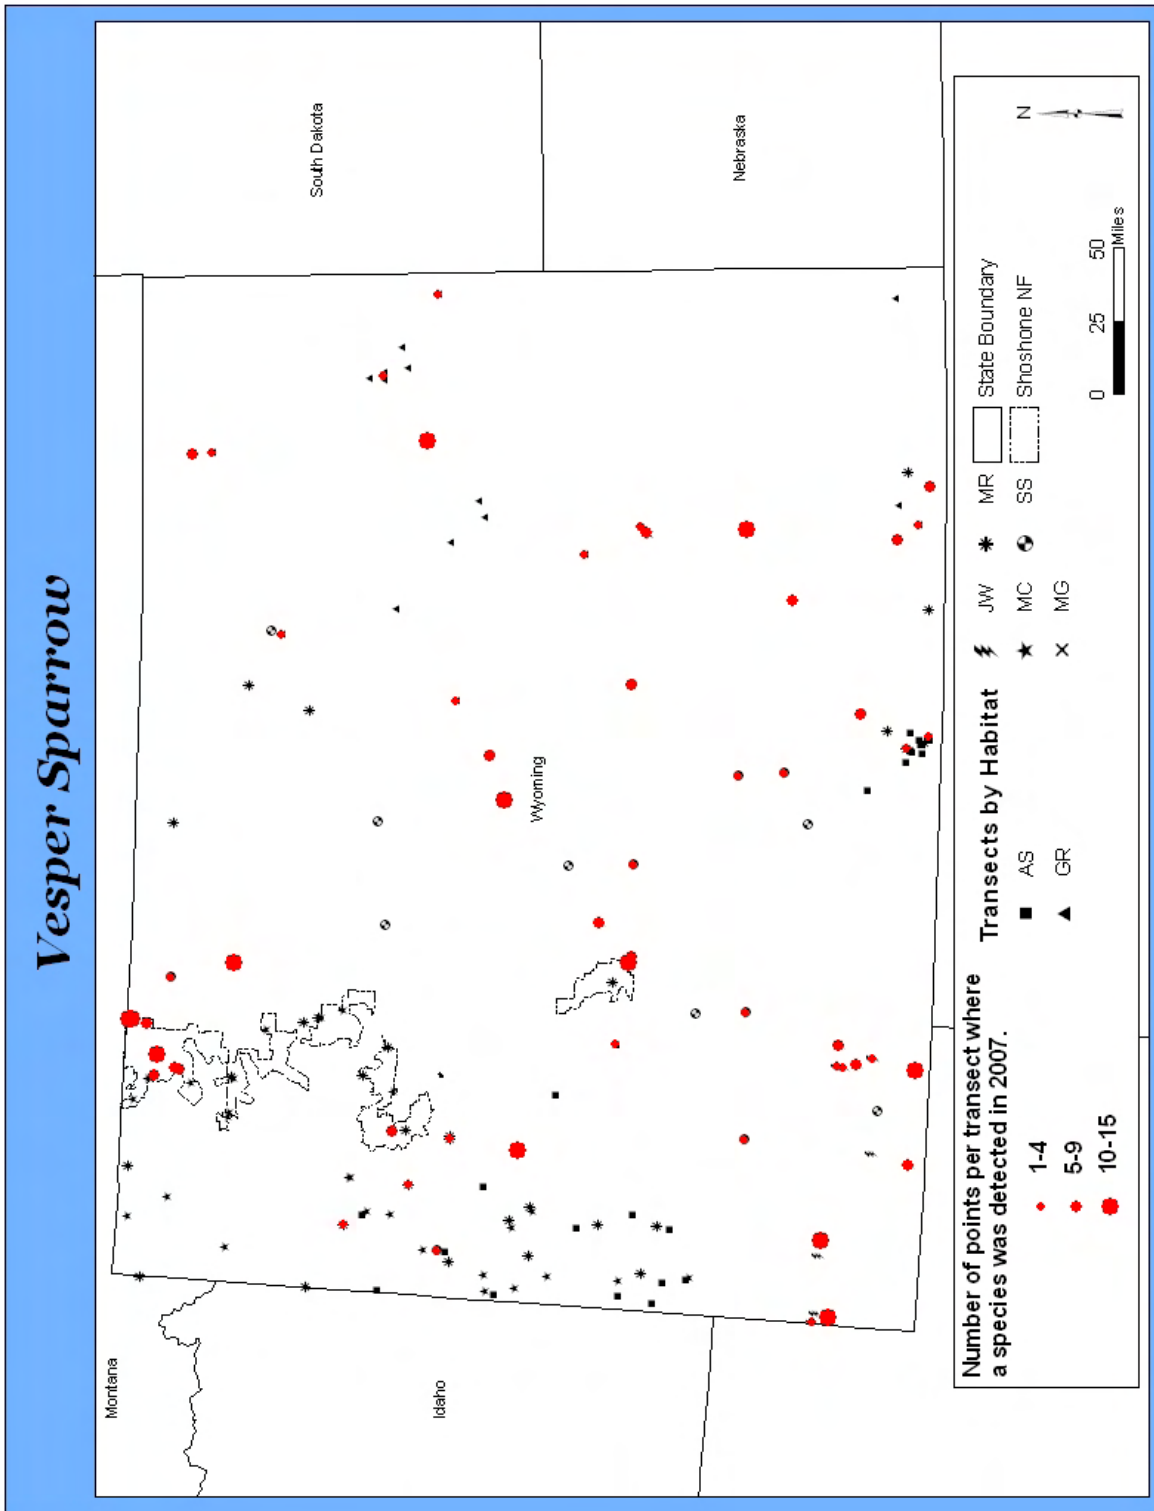 Vesper Sparrow
Montana
Idaho
Wyoming
South Dakota
Nebraska
Number of points per transect where
a species was detected in 2007.
1-4
5-9
10-15
Transects by Habitat
AS
GR
JW
MC
MG
MR
SS
State Boundary
Shoshone NF
N
0 25 50
Miles